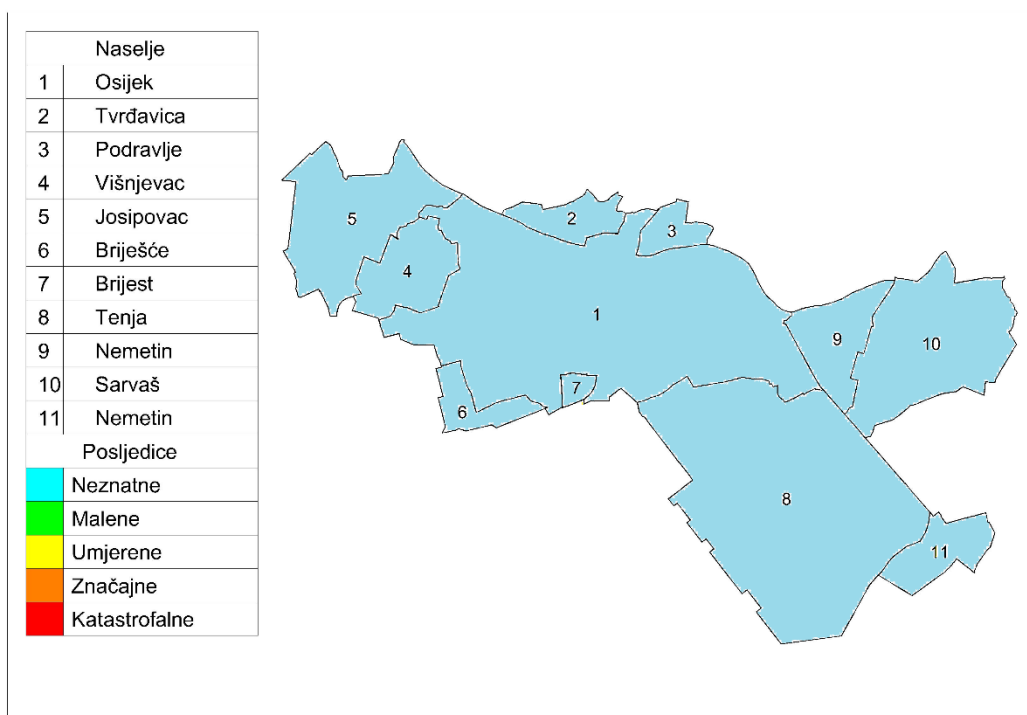 Naselje
1 Osijek
2 Tvrđavica
3 Podravlje
4 Višnjevac
5 Josipovac
6 Briješće
7 Brijest
8 Tenja
9 Nemetin
10 Sarvaš
11 Nemetin
Posljedice
Neznatne
Malene
Umjerene
Značajne
Katastrofalne
5
2
3
4
1
9
10
7
6
8
11